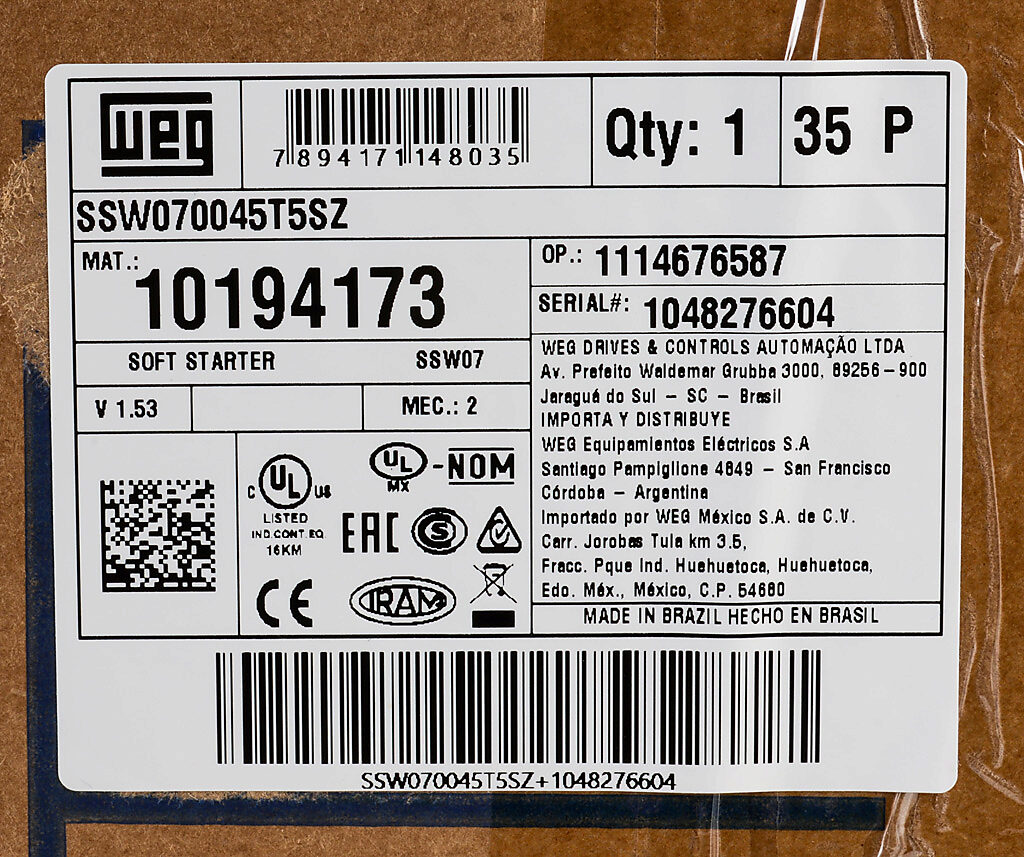 weg
7894171148035
Qty: 1
35 P
SSW070045T5SZ
MAT.: 10194173
OP.: 1114676587
SERIAL#: 1048276604
SOFT STARTER SSW07
V 1.53
MEC.: 2
WEG DRIVES & CONTROLS AUTOMAÇÃO LTDA
Av. Prefeito Waldemar Grubba 3000, 89256-900
Jaraguá do Sul - SC - Brasil
IMPORTA Y DISTRIBUYE
WEG Equipamientos Eléctricos S.A
Santiago Pampiglione 4849 - San Francisco
Córdoba - Argentina
Importado por WEG México S.A. de C.V.
Carr. Jorobas Tula km 3.5,
Fracc. Pque Ind. Huehuetoca, Huehuetoca,
Edo. Méx., México, C.P. 54680
MADE IN BRAZIL HECHO EN BRASIL
C UL US
LISTED
IND.CONT.EQ.
16KM
UL
MX
-NOM
EAC
S
CE
IRAM
SSW070045T5SZ+1048276604